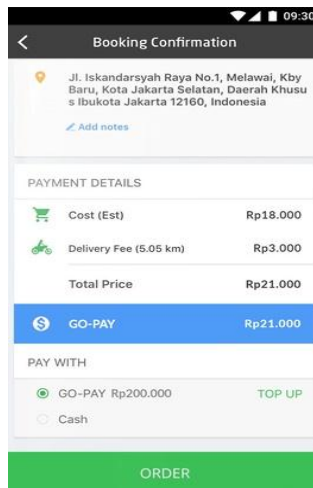 09:30
Booking Confirmation
Jl. Iskandarsyah Raya No.1, Melawai, Kby
Baru, Kota Jakarta Selatan, Daerah Khusu
s Ibukota Jakarta 12160, Indonesia
Add notes
PAYMENT DETAILS
Cost (Est) Rp18.000
Delivery Fee (5.05 km) Rp3.000
Total Price Rp21.000
GO-PAY Rp21.000
PAY WITH
GO-PAY Rp200.000 TOP UP
Cash
ORDER